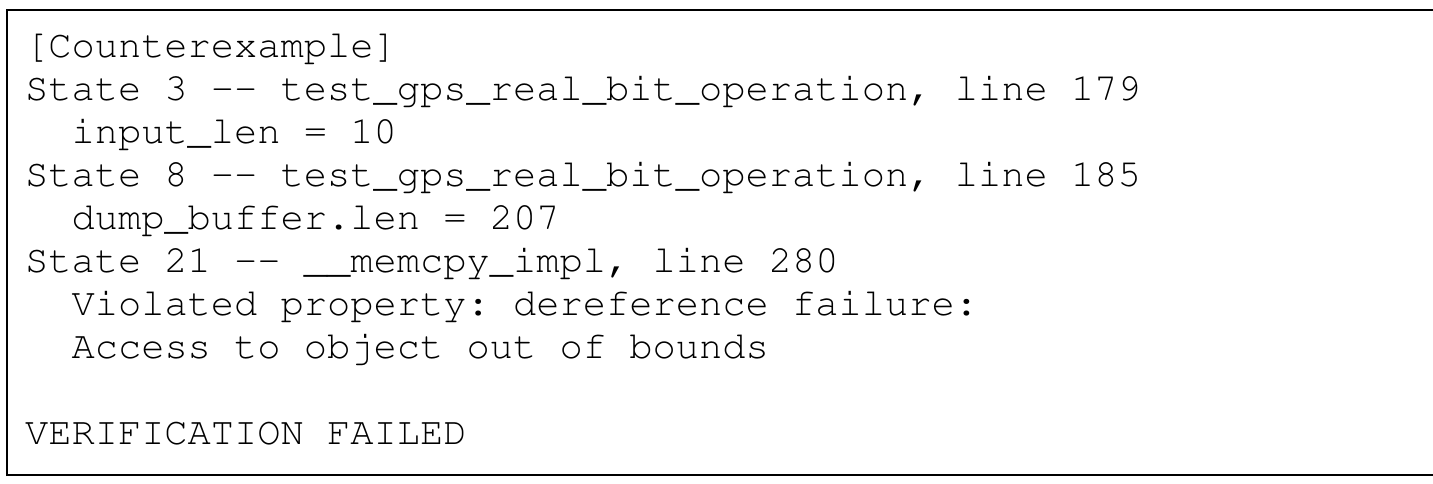 [Counterexample]
State 3 -- test_gps_real_bit_operation, line 179
input_len = 10
State 8 -- test_gps_real_bit_operation, line 185
dump_buffer.len = 207
State 21 -- __memcpy_impl, line 280
Violated property: dereference failure:
Access to object out of bounds
VERIFICATION FAILED